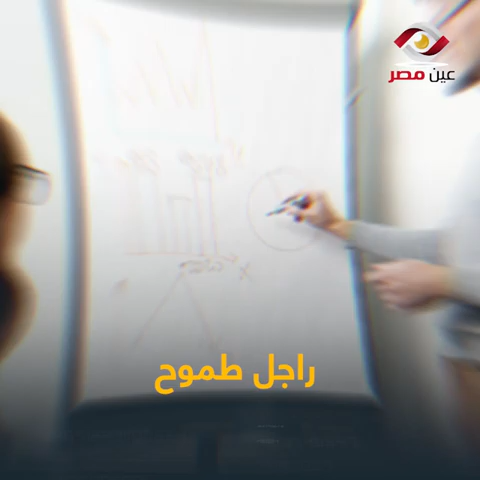 عين مصر
راجل طموح